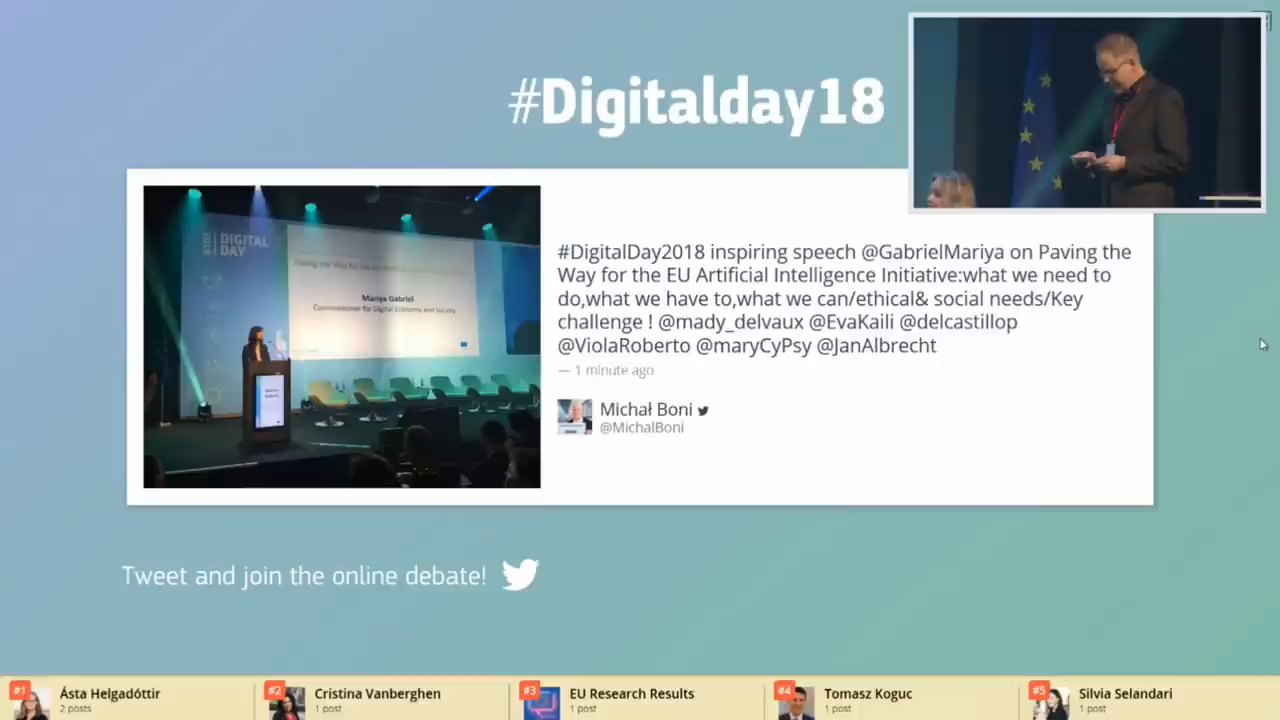 #Digitalday18
2018 DIGITAL
DAY
Mariya Gabriel
Commissioner for Digital Economy and Society
#DigitalDay2018 inspiring speech @GabrielMariya on Paving the
Way for the EU Artificial Intelligence Initiative:what we need to
do,what we have to,what we can/ethical& social needs/Key
challenge ! @mady_delvaux @EvaKaili @delcastillop
@ViolaRoberto @maryCyPsy @JanAlbrecht
— 1 minute ago
Michał Boni
@MichalBoni
Tweet and join the online debate!
#1 Ásta Helgadóttir
2 posts
#2 Cristina Vanberghen
1 post
#3 EU Research Results
1 post
#4 Tomasz Koguc
1 post
#5 Silvia Selandari
1 post